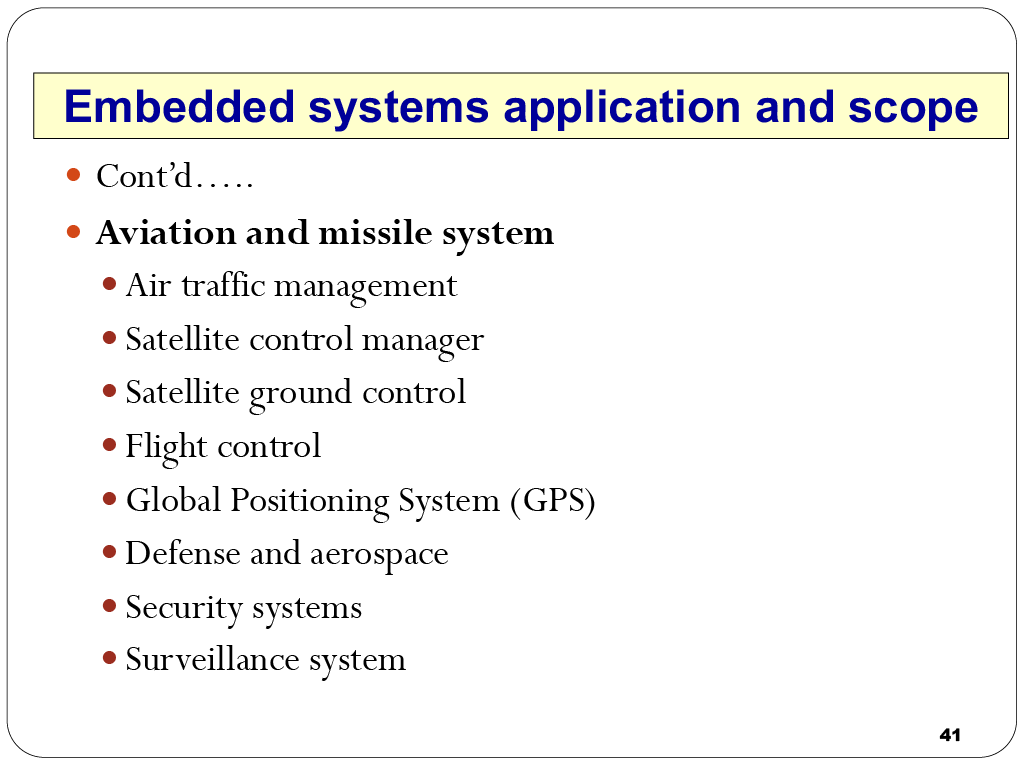 Embedded systems application and scope
Cont’d…..
Aviation and missile system
Air traffic management
Satellite control manager
Satellite ground control
Flight control
Global Positioning System (GPS)
Defense and aerospace
Security systems
Surveillance system
41